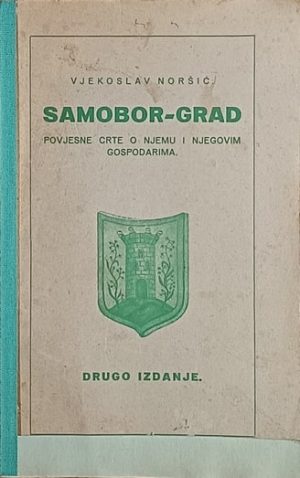 VJEKOSLAV NORŠIĆ.
SAMOBOR-GRAD
POVJESNE CRTE O NJEMU I NJEGOVIM
GOSPODARIMA.
DRUGO IZDANJE.